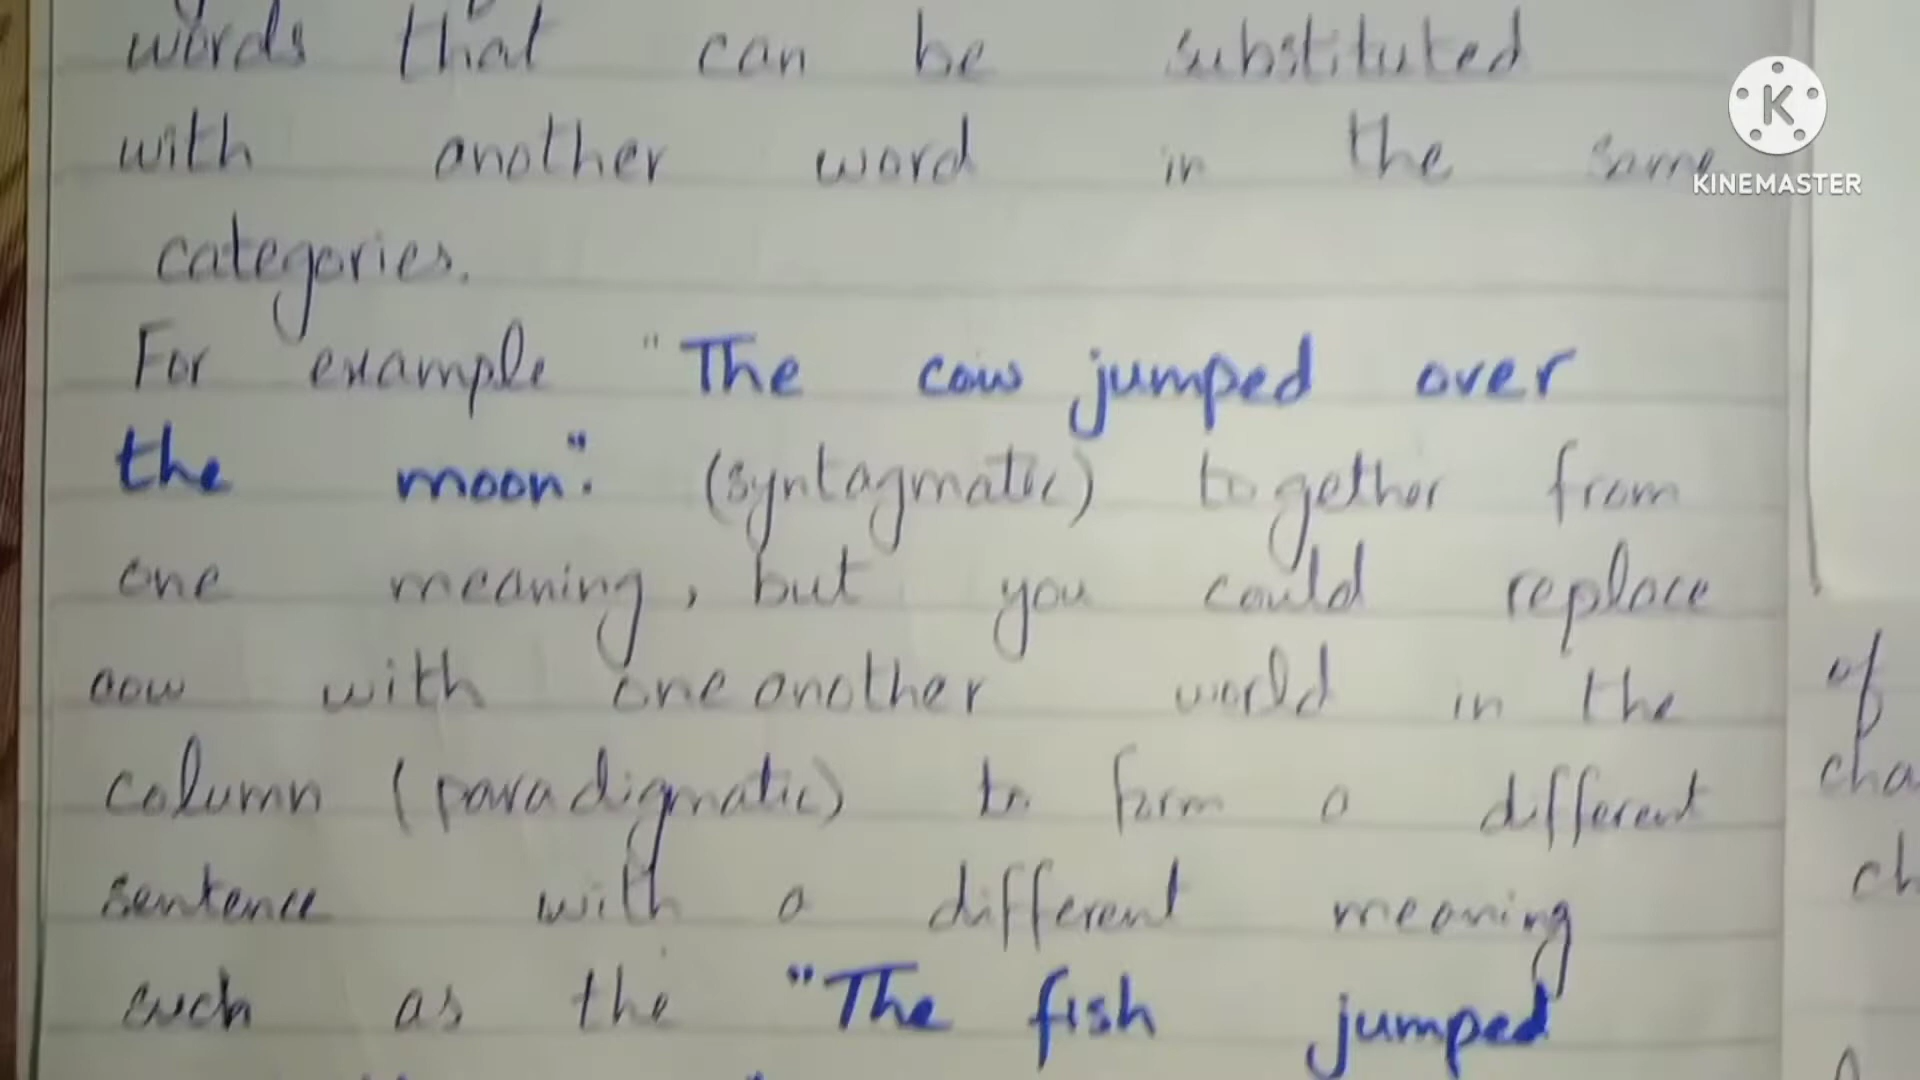 words that can be substituted
with another word in the same
categories.
For example "The cow jumped over
the moon". (syntagmatic) together from
one meaning, but you could replace
cow with one another world in the
column (paradigmatic) to form a different
sentence with a different meaning
such as the "The fish jumped
K
KINEMASTER
of
cha
ch